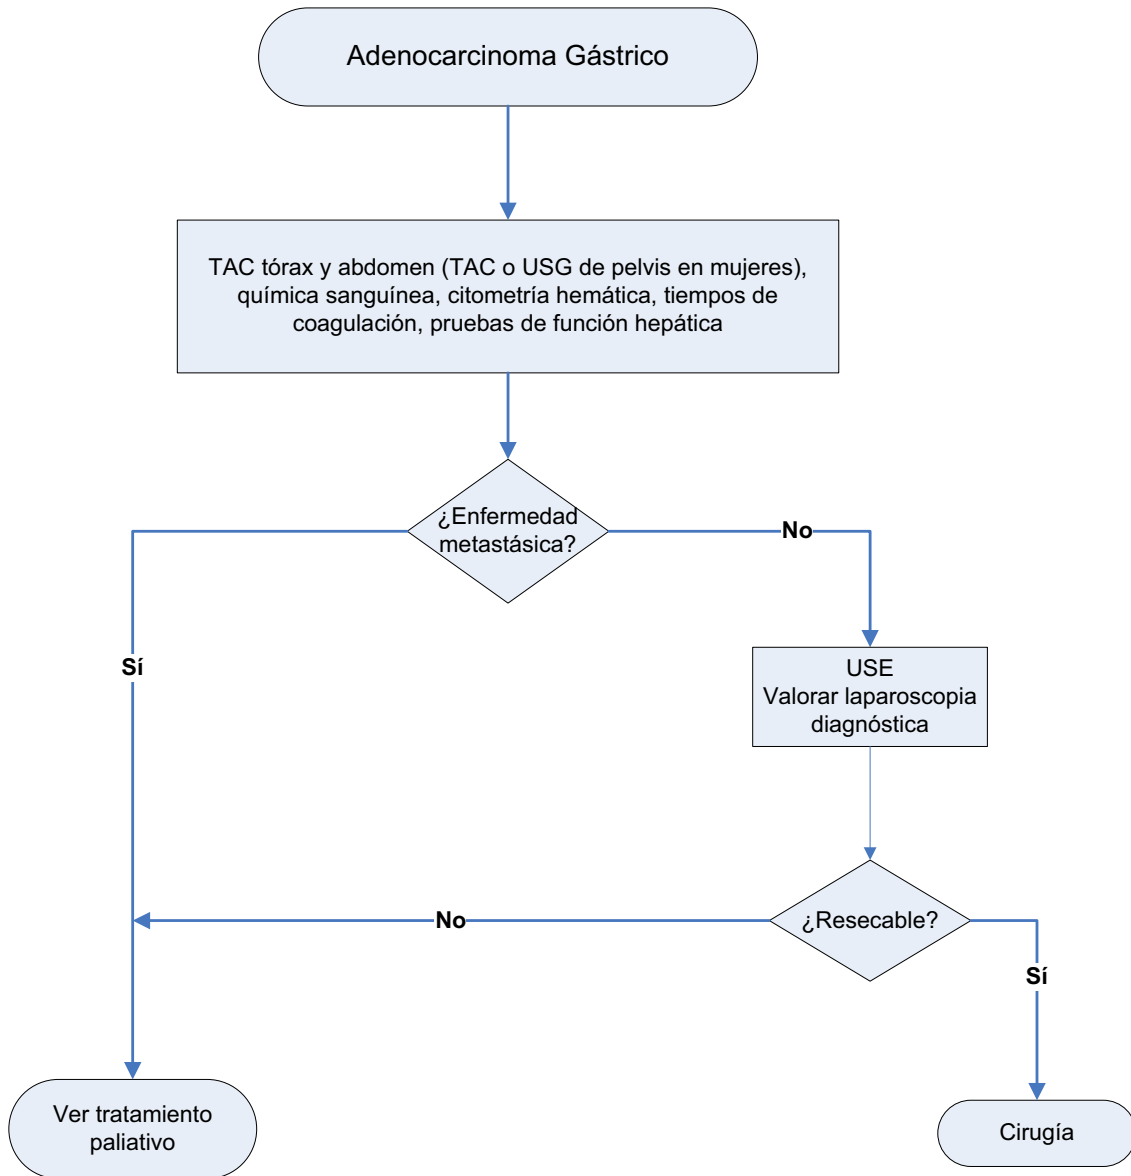 Adenocarcinoma Gástrico
TAC tórax y abdomen (TAC o USG de pelvis en mujeres),
química sanguínea, citometría hemática, tiempos de
coagulación, pruebas de función hepática
¿Enfermedad
metastásica?
No
Sí
USE
Valorar laparoscopia
diagnóstica
¿Resecable?
No
Sí
Ver tratamiento
paliativo
Cirugía